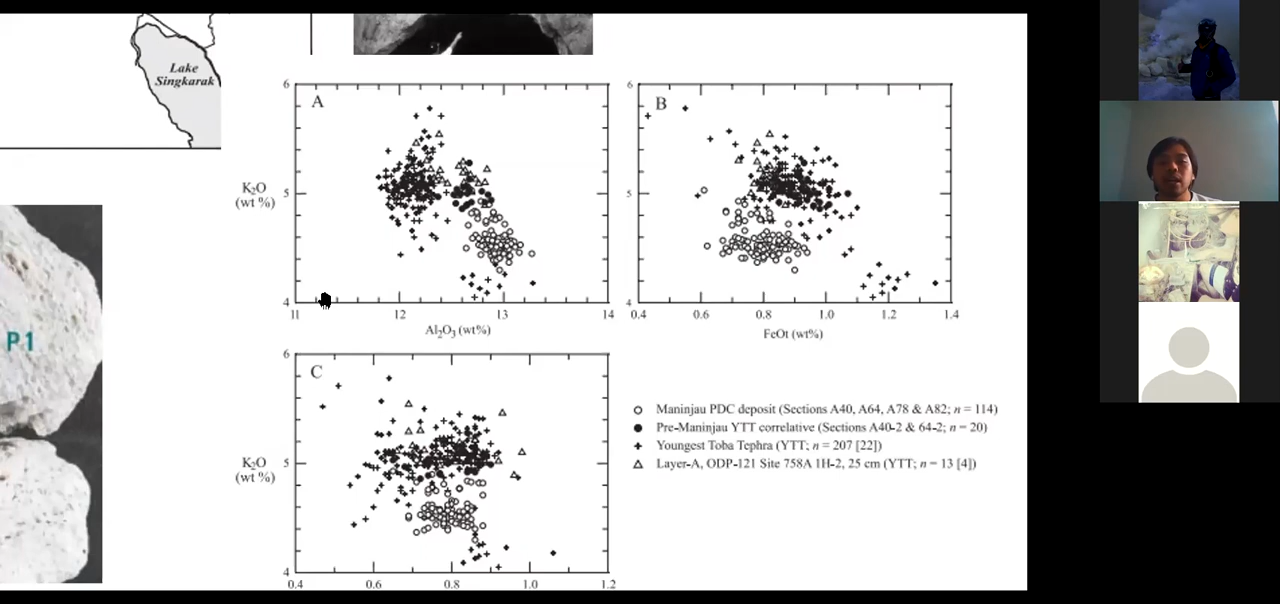 Lake
Singkarak
P1
A
6
5
4
K2O
(wt %)
11 12 13 14
Al2O3 (wt%)
B
6
5
4
0.4 0.6 0.8 1.0 1.2 1.4
FeOt (wt%)
C
6
5
4
K2O
(wt %)
0.4 0.6 0.8 1.0 1.2
Maninjau PDC deposit (Sections A40, A64, A78 & A82; n = 114)
Pre-Maninjau YTT correlative (Sections A40-2 & 64-2; n = 20)
Youngest Toba Tephra (YTT; n = 207 [22])
Layer-A, ODP-121 Site 758A 1H-2, 25 cm (YTT; n = 13 [4])